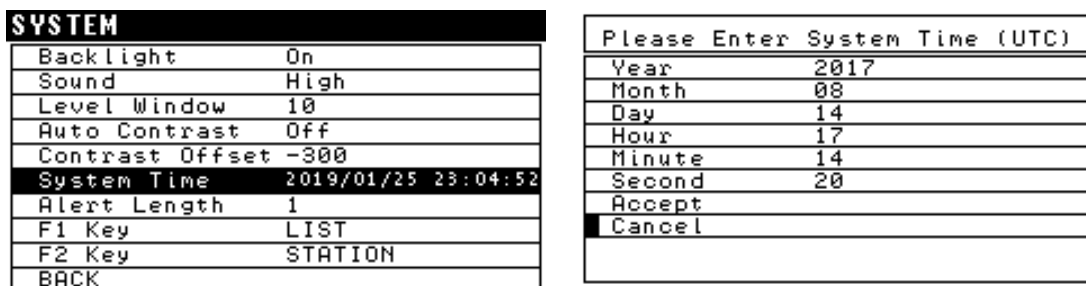 SYSTEM
Backlight On
Sound High
Level Window 10
Auto Contrast Off
Contrast Offset -300
System Time 2019/01/25 23:04:52
Alert Length 1
F1 Key LIST
F2 Key STATION
BACK
Please Enter System Time (UTC)
Year 2017
Month 08
Day 14
Hour 17
Minute 14
Second 20
Accept
Cancel